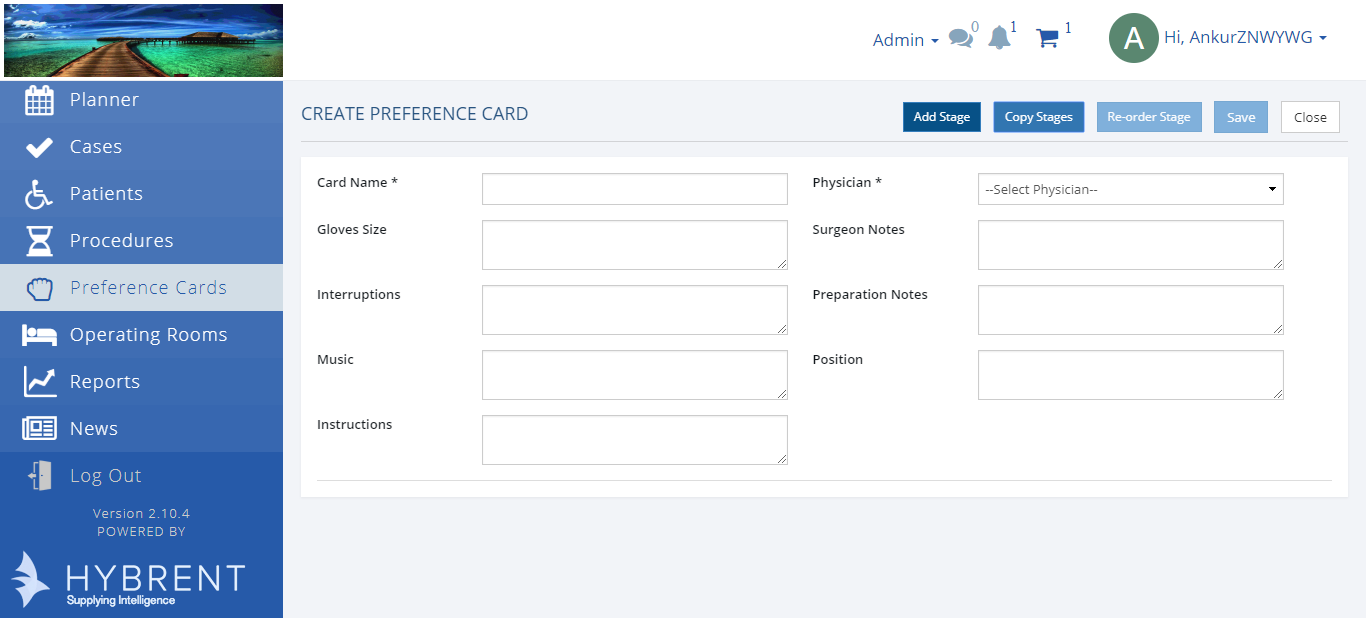 Admin
0
1
1
A
Hi, AnkurZNWYWG
Planner
Cases
Patients
Procedures
Preference Cards
Operating Rooms
Reports
News
Log Out
Version 2.10.4
POWERED BY
HYBRENT
Supplying Intelligence
CREATE PREFERENCE CARD
Add Stage
Copy Stages
Re-order Stage
Save
Close
Card Name *
Physician *
--Select Physician--
Gloves Size
Surgeon Notes
Interruptions
Preparation Notes
Music
Position
Instructions